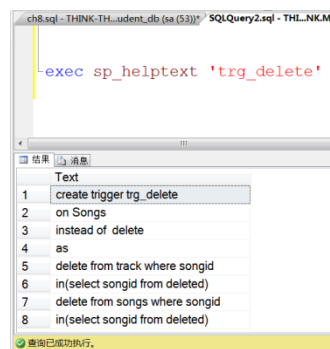 ch8.sql - THINK-TH...udent_db (sa (53))* SQLQuery2.sql - THI...NK.M
exec sp_helptext 'trg_delete'
结果 消息
Text
1 create trigger trg_delete
2 on Songs
3 instead of delete
4 as
5 delete from track where songid
6 in(select songid from deleted)
7 delete from songs where songid
8 in(select songid from deleted)
查询已成功执行。